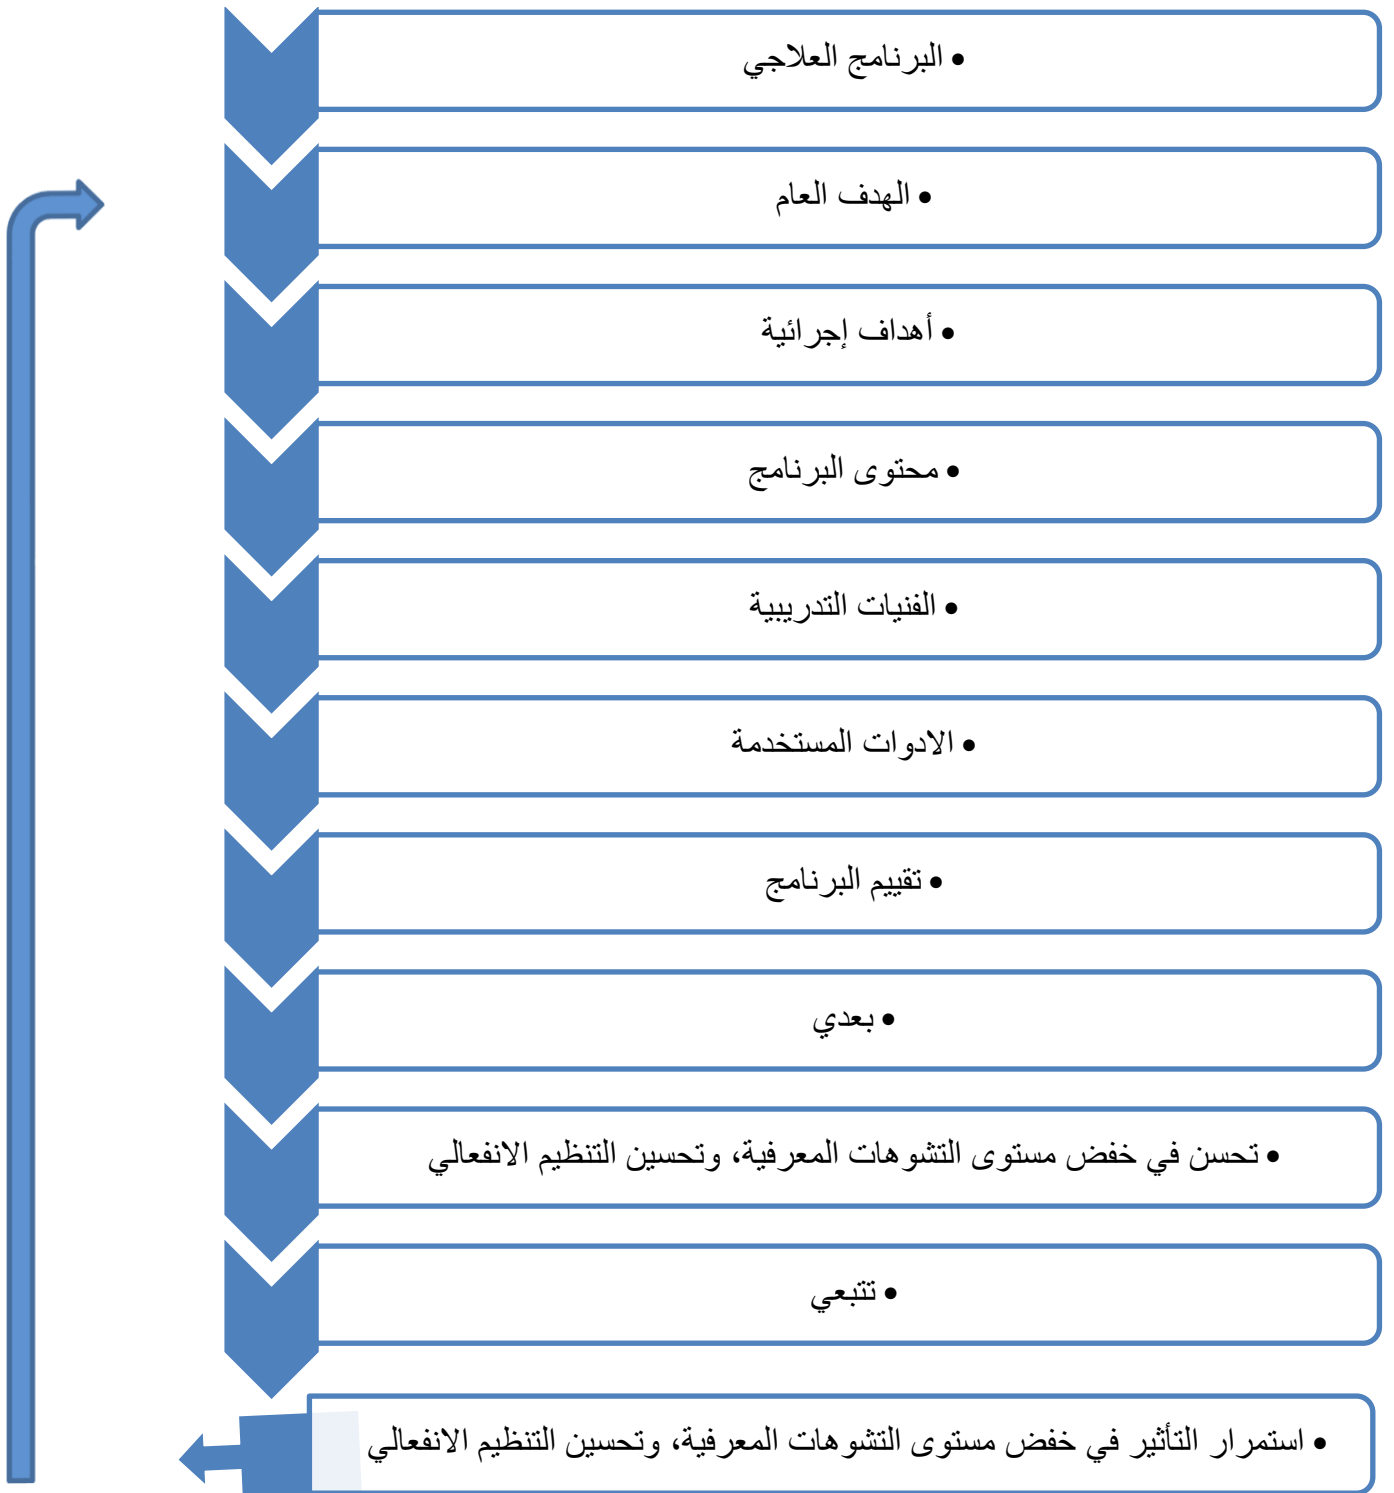 • البرنامج العلاجي
• الهدف العام
• أهداف إجرائية
• محتوى البرنامج
• الفنيات التدريبية
• الادوات المستخدمة
• تقييم البرنامج
• بعدي
• تحسن في خفض مستوى التشوهات المعرفية، وتحسين التنظيم الانفعالي
• تتبعي
• استمرار التأثير في خفض مستوى التشوهات المعرفية، وتحسين التنظيم الانفعالي